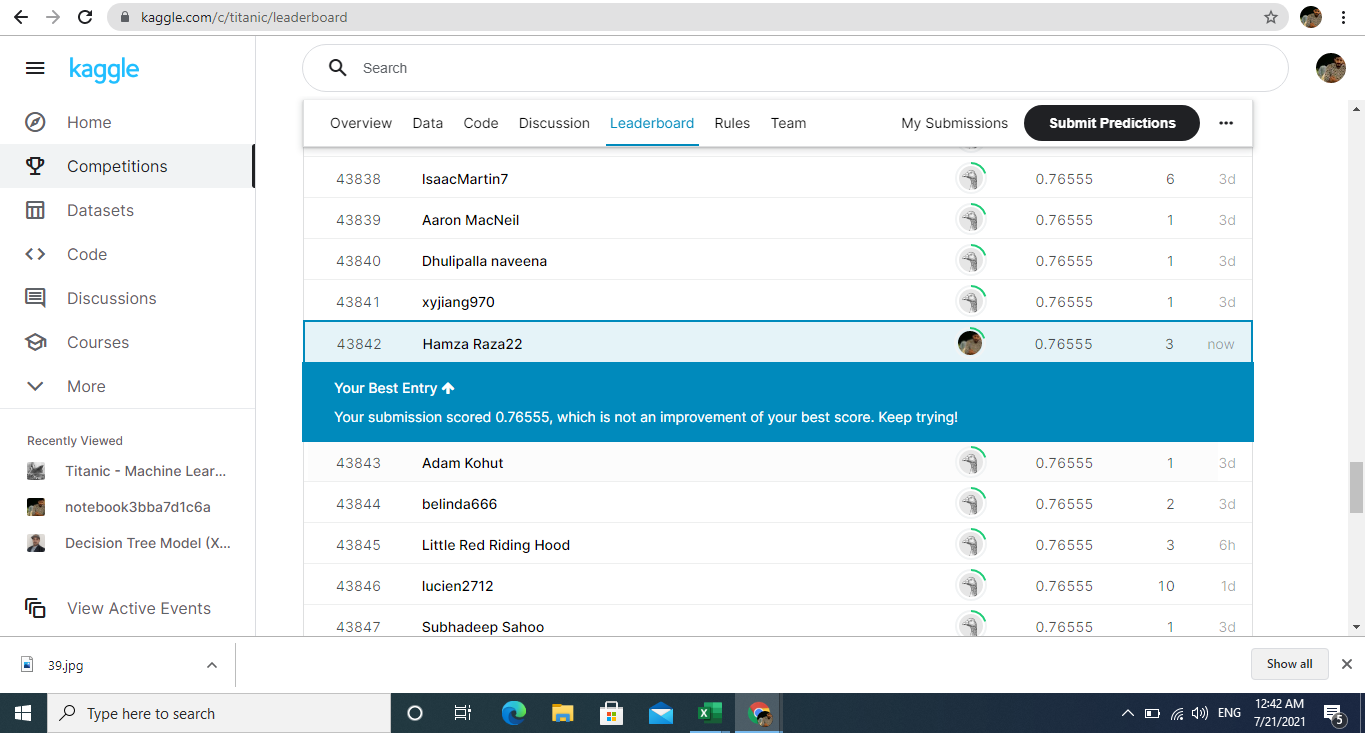 kaggle.com/c/titanic/leaderboard
kaggle
Search
Home
Competitions
Datasets
Code
Discussions
Courses
More
Recently Viewed
Titanic - Machine Lear...
notebook3bba7d1c6a
Decision Tree Model (X...
View Active Events
Overview Data Code Discussion Leaderboard Rules Team My Submissions Submit Predictions
43838 IsaacMartin7 0.76555 6 3d
43839 Aaron MacNeil 0.76555 1 3d
43840 Dhulipalla naveena 0.76555 1 3d
43841 xyjiang970 0.76555 1 3d
43842 Hamza Raza22 0.76555 3 now
Your Best Entry
Your submission scored 0.76555, which is not an improvement of your best score. Keep trying!
43843 Adam Kohut 0.76555 1 3d
43844 belinda666 0.76555 2 3d
43845 Little Red Riding Hood 0.76555 3 6h
43846 lucien2712 0.76555 10 1d
43847 Subhadeep Sahoo 0.76555 1 3d
39.jpg
Show all
Type here to search
ENG
12:42 AM
7/21/2021
5